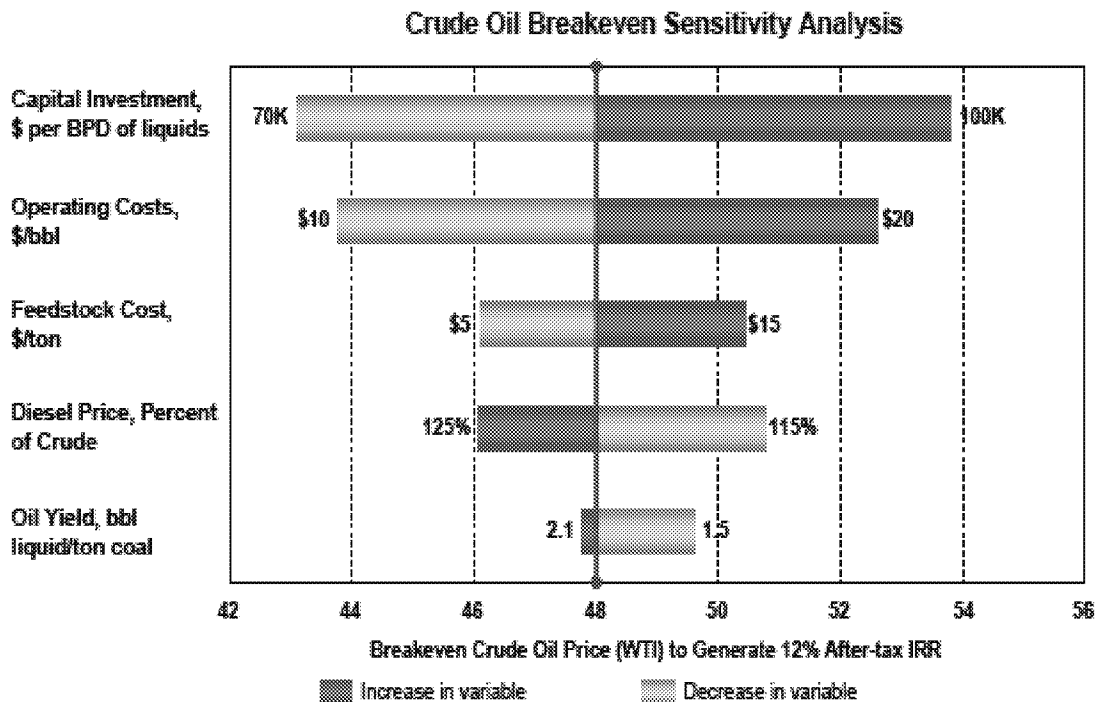 Crude Oil Breakeven Sensitivity Analysis
Capital Investment,
$ per BPD of liquids
70K
100K
Operating Costs,
$/bbl
$10
$20
Feedstock Cost,
$/ton
$5
$15
Diesel Price, Percent
of Crude
125%
115%
Oil Yield, bbl
liquid/ton coal
2.1
1.5
42 44 46 48 50 52 54 56
Breakeven Crude Oil Price (WTI) to Generate 12% After-tax IRR
Increase in variable Decrease in variable